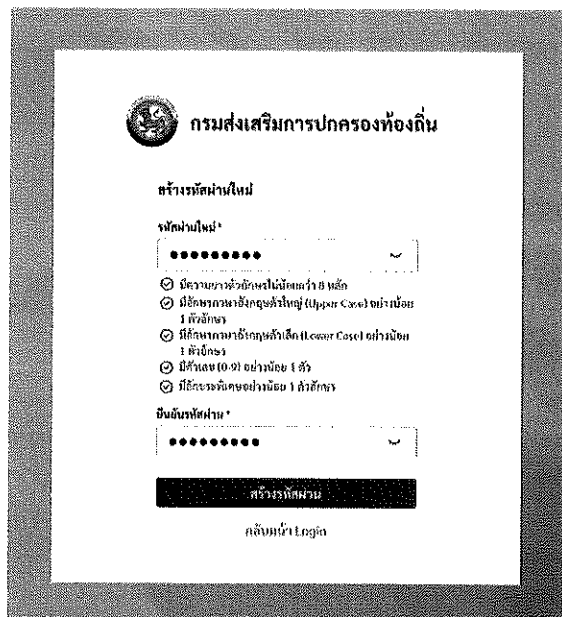 กรมส่งเสริมการปกครองท้องถิ่น
สร้างรหัสผ่านใหม่
รหัสผ่านใหม่ *
มีความยาวตัวอักษรไม่น้อยกว่า 8 หลัก
มีอักษรภาษาอังกฤษตัวใหญ่ (Upper Case) อย่างน้อย
1 ตัวอักษร
มีอักษรภาษาอังกฤษตัวเล็ก (Lower Case) อย่างน้อย
1 ตัวอักษร
มีตัวเลข (0-9) อย่างน้อย 1 ตัว
มีอักขระพิเศษอย่างน้อย 1 ตัวอักษร
ยืนยันรหัสผ่าน *
สร้างรหัสผ่าน
กลับหน้า Login